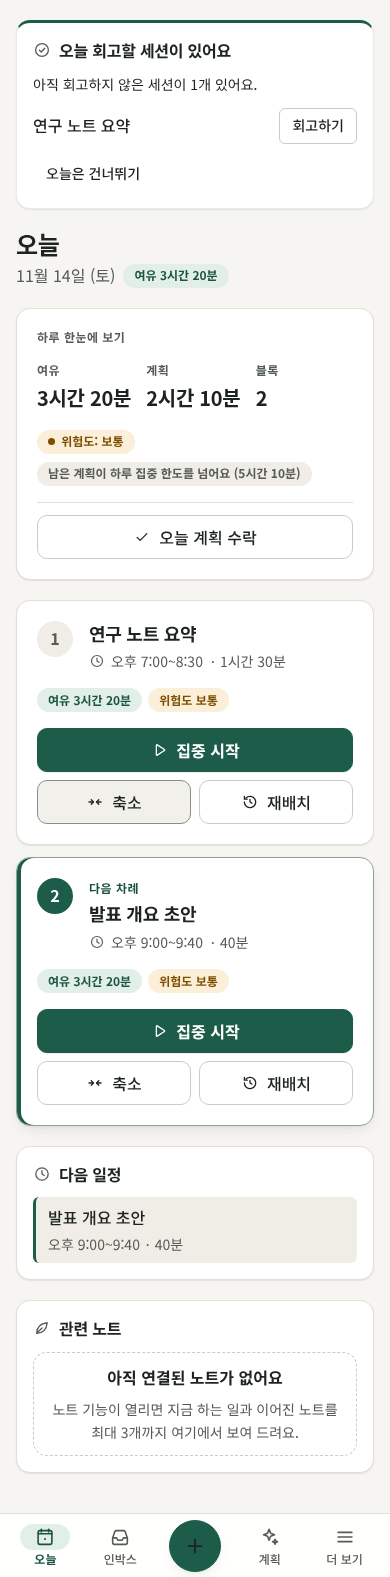 오늘 회고할 세션이 있어요
아직 회고하지 않은 세션이 1개 있어요.
연구 노트 요약
회고하기
오늘은 건너뛰기
오늘
11월 14일 (토) 여유 3시간 20분
하루 한눈에 보기
여유 계획 블록
3시간 20분 2시간 10분 2
위험도: 보통
남은 계획이 하루 집중 한도를 넘어요 (5시간 10분)
오늘 계획 수락
1 연구 노트 요약
오후 7:00~8:30 · 1시간 30분
여유 3시간 20분 위험도 보통
집중 시작
축소 재배치
2 다음 차례
발표 개요 초안
오후 9:00~9:40 · 40분
여유 3시간 20분 위험도 보통
집중 시작
축소 재배치
다음 일정
발표 개요 초안
오후 9:00~9:40 · 40분
관련 노트
아직 연결된 노트가 없어요
노트 기능이 열리면 지금 하는 일과 이어진 노트를
최대 3개까지 여기에서 보여 드려요.
오늘 인박스 계획 더 보기